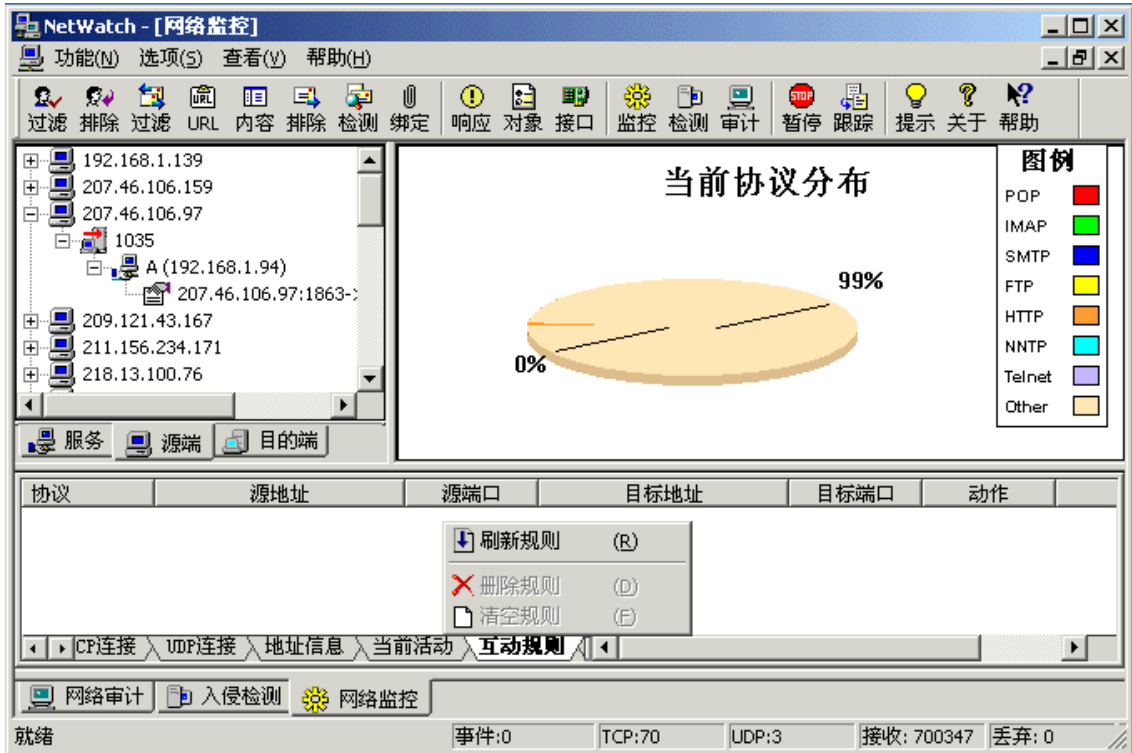 NetWatch - [网络监控]
功能(N) 选项(S) 查看(V) 帮助(H)
过滤 排除 过滤 URL 内容 排除 检测 绑定 响应 对象 接口 监控 检测 审计 暂停 跟踪 提示 关于 帮助
192.168.1.139
207.46.106.159
207.46.106.97
1035
A (192.168.1.94)
207.46.106.97:1863->
209.121.43.167
211.156.234.171
218.13.100.76
服务 源端 目的端
当前协议分布
99%
0%
图例
POP
IMAP
SMTP
FTP
HTTP
NNTP
Telnet
Other
协议 源地址 源端口 目标地址 目标端口 动作
刷新规则 (R)
删除规则 (D)
清空规则 (F)
CP连接 UDP连接 地址信息 当前活动 互动规则
网络审计 入侵检测 网络监控
就绪 事件:0 TCP:70 UDP:3 接收: 700347 丢弃: 0